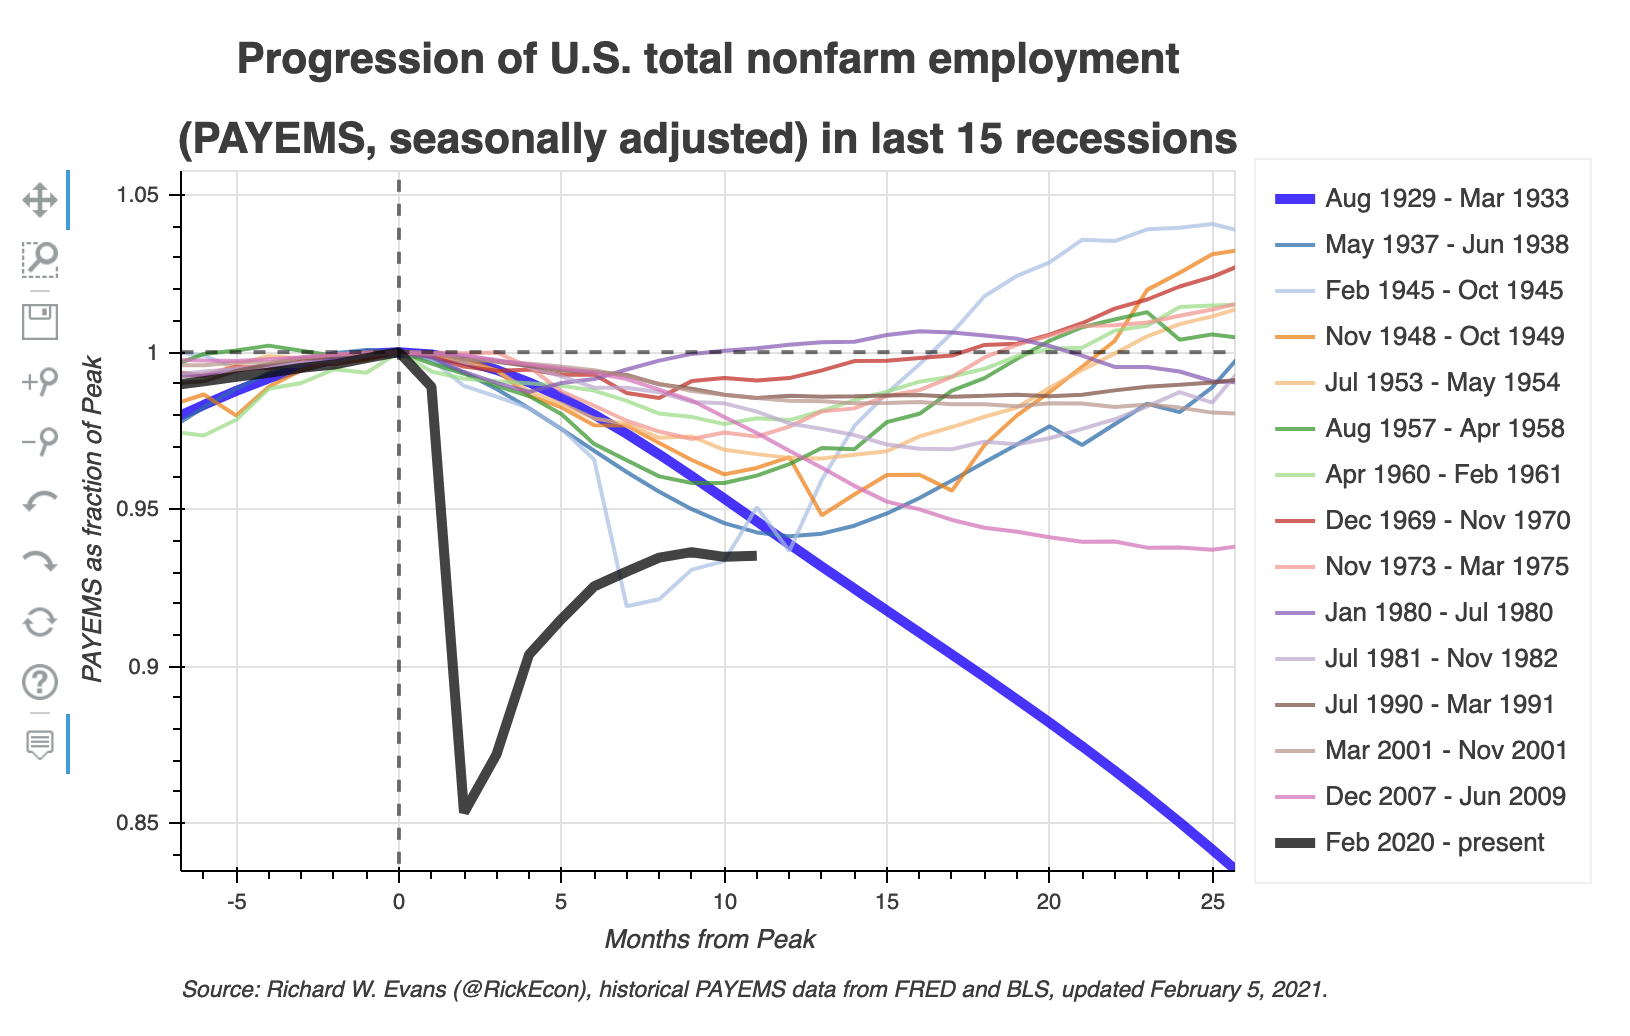 Progression of U.S. total nonfarm employment
(PAYEMS, seasonally adjusted) in last 15 recessions
PAYEMS as fraction of Peak
1.05
1
0.95
0.9
0.85
-5
0
5
10
15
20
25
Months from Peak
Aug 1929 - Mar 1933
May 1937 - Jun 1938
Feb 1945 - Oct 1945
Nov 1948 - Oct 1949
Jul 1953 - May 1954
Aug 1957 - Apr 1958
Apr 1960 - Feb 1961
Dec 1969 - Nov 1970
Nov 1973 - Mar 1975
Jan 1980 - Jul 1980
Jul 1981 - Nov 1982
Jul 1990 - Mar 1991
Mar 2001 - Nov 2001
Dec 2007 - Jun 2009
Feb 2020 - present
Source: Richard W. Evans (@RickEcon), historical PAYEMS data from FRED and BLS, updated February 5, 2021.